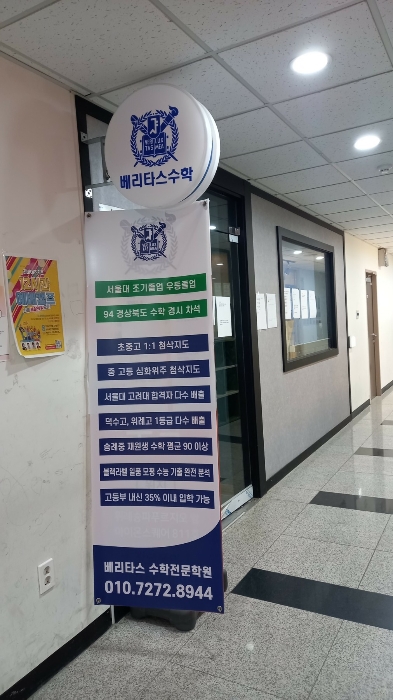 베리타스수학
서울대 조기졸업 우등졸업
94 경상북도 수학 경시 차석
초중고 1:1 첨삭지도
중 고등 심화위주 첨삭지도
서울대 고려대 합격자 다수 배출
덕수고, 위례고 1등급 다수 배출
송례중 재원생 수학 평균 90 이상
블랙라벨 일품 모평 수능 기출 완전 분석
고등부 내신 35% 이내 입학 가능
베리타스 수학전문학원
010.7272.8944